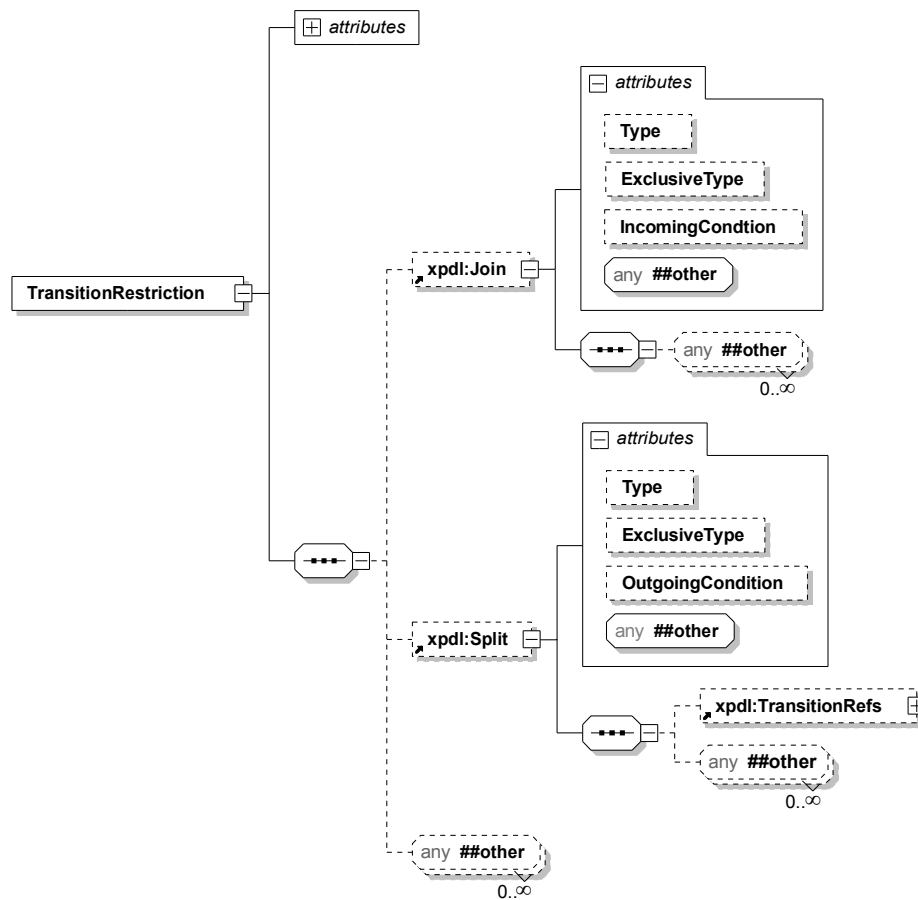 attributes
attributes
Type
ExclusiveType
IncomingCondtion
any ##other
xpdl:Join
TransitionRestriction
any ##other
0..∞
attributes
Type
ExclusiveType
OutgoingCondition
any ##other
xpdl:Split
xpdl:TransitionRefs
any ##other
0..∞
any ##other
0..∞